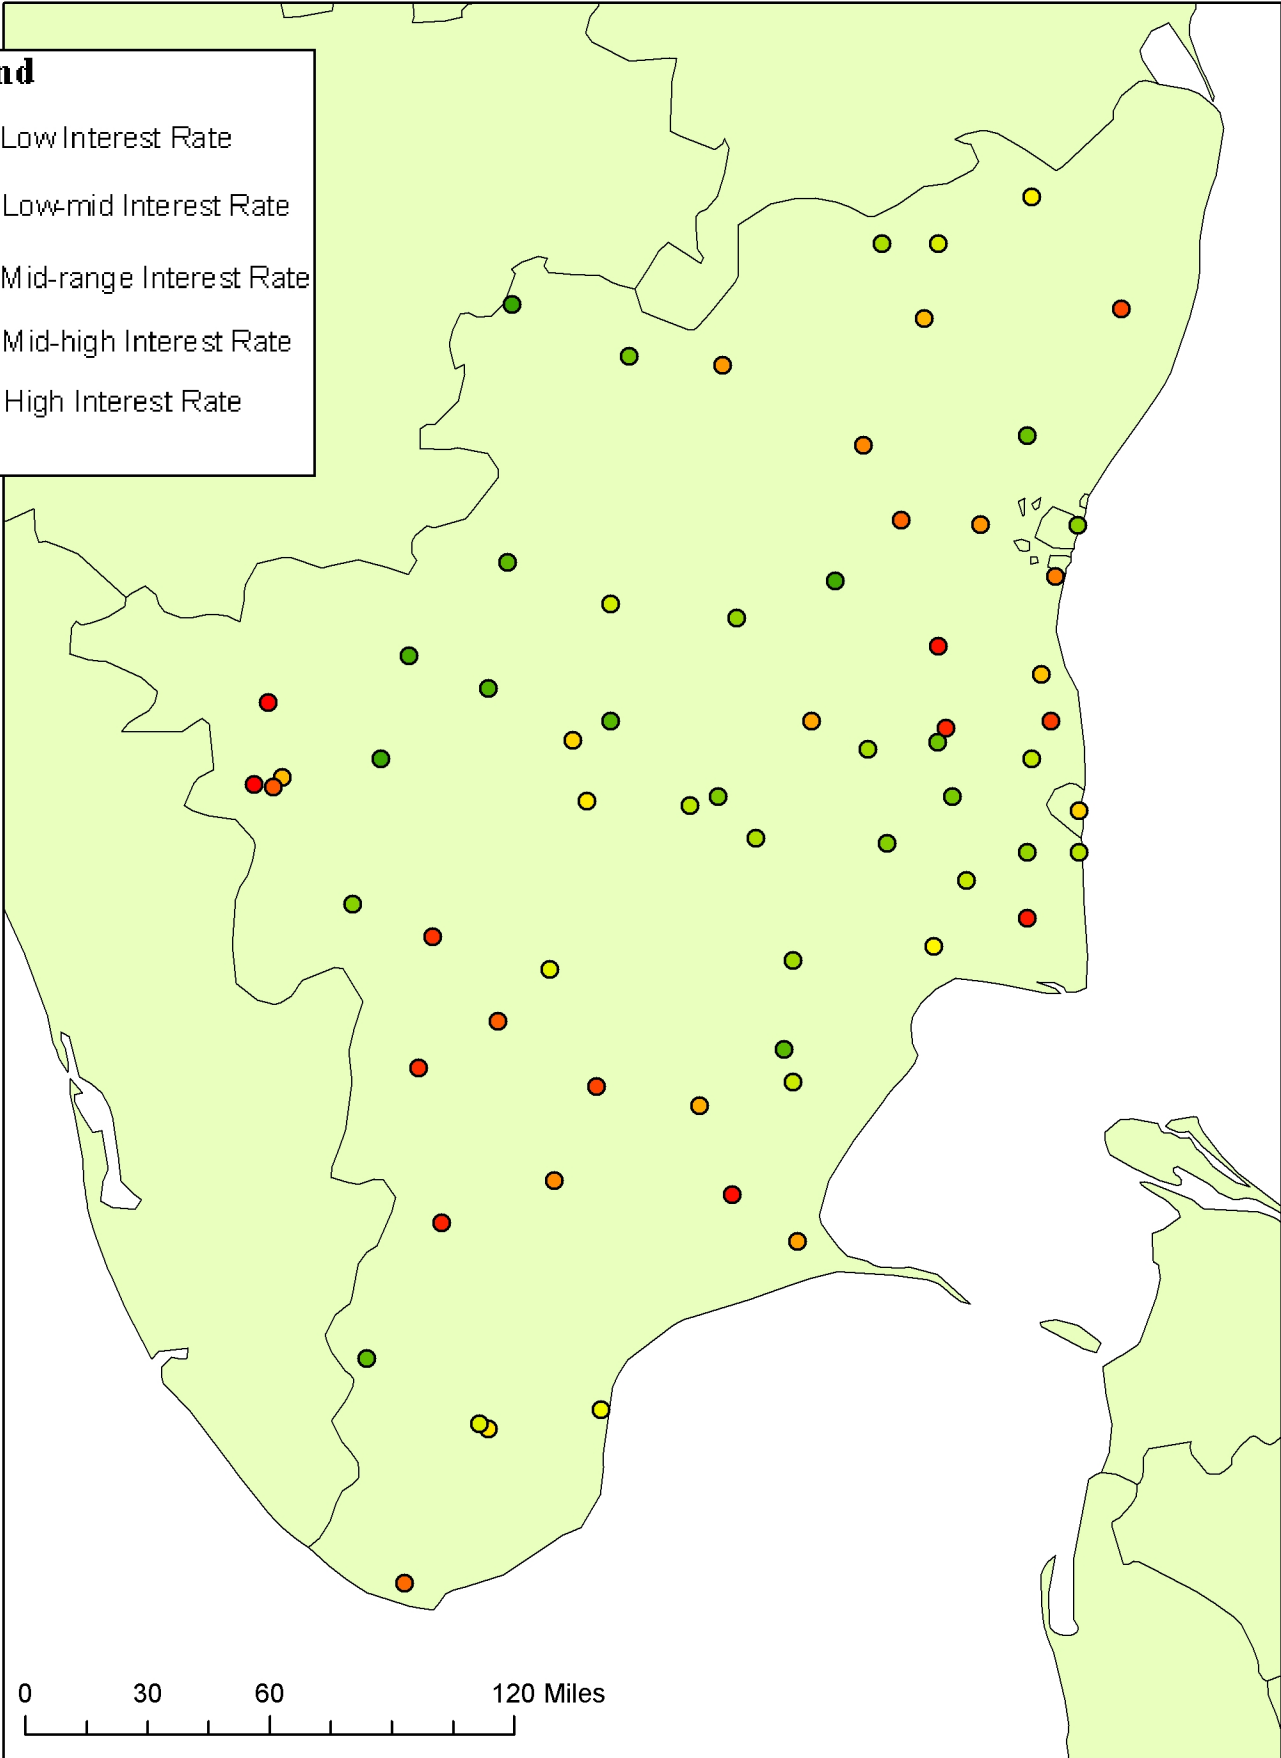 nd
Low Interest Rate
Low-mid Interest Rate
Mid-range Interest Rate
Mid-high Interest Rate
High Interest Rate
0 30 60 120 Miles